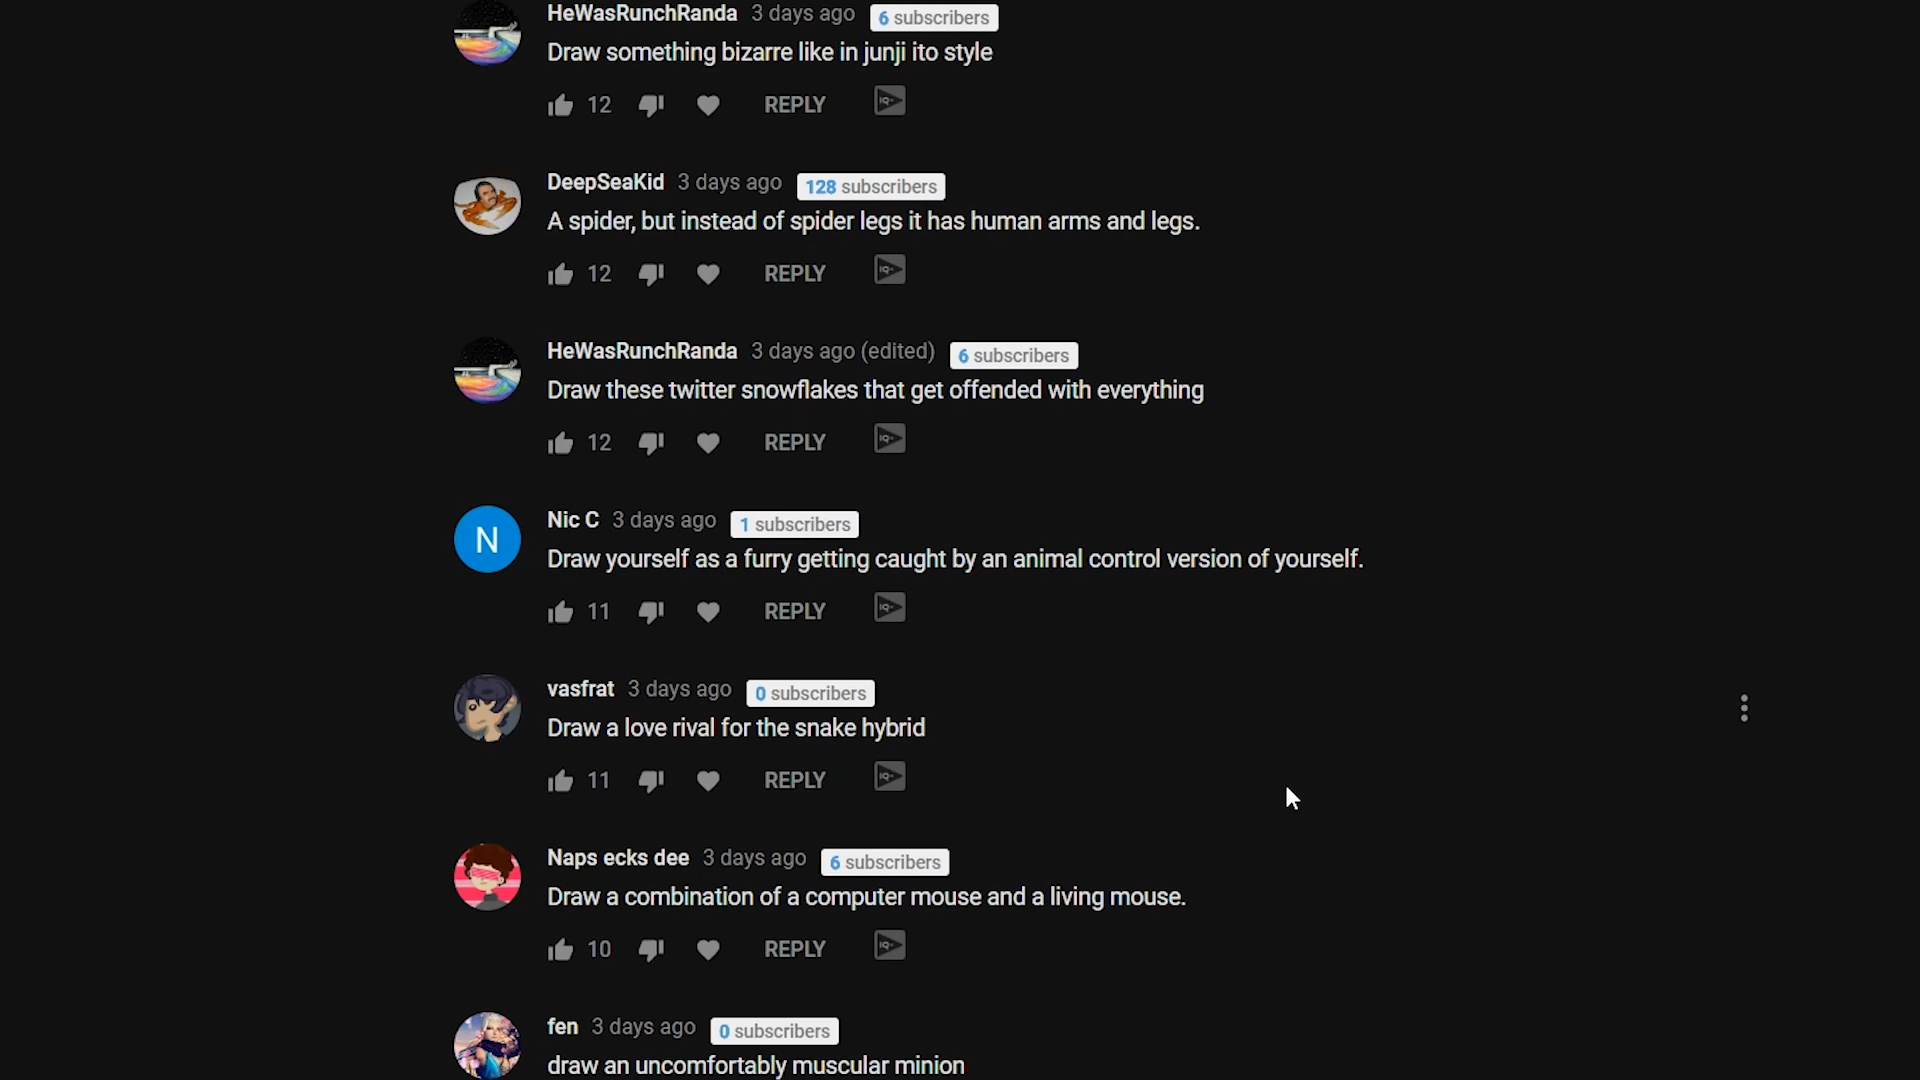 HeWasRunchRanda 3 days ago 6 subscribers
Draw something bizarre like in junji ito style
12 REPLY
DeepSeaKid 3 days ago 128 subscribers
A spider, but instead of spider legs it has human arms and legs.
12 REPLY
HeWasRunchRanda 3 days ago (edited) 6 subscribers
Draw these twitter snowflakes that get offended with everything
12 REPLY
N
Nic C 3 days ago 1 subscribers
Draw yourself as a furry getting caught by an animal control version of yourself.
11 REPLY
vasfrat 3 days ago 0 subscribers
Draw a love rival for the snake hybrid
11 REPLY
Naps ecks dee 3 days ago 6 subscribers
Draw a combination of a computer mouse and a living mouse.
10 REPLY
fen 3 days ago 0 subscribers
draw an uncomfortably muscular minion